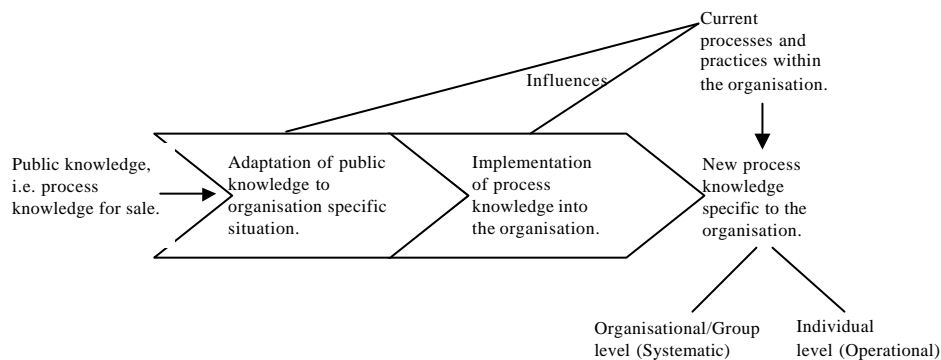 Current
processes and
practices within
the organisation.
Influences
Public knowledge,
i.e. process
knowledge for sale.
Adaptation of public
knowledge to
organisation specific
situation.
Implementation
of process
knowledge into
the organisation.
New process
knowledge
specific to the
organisation.
Organisational/Group
level (Systematic)
Individual
level (Operational)